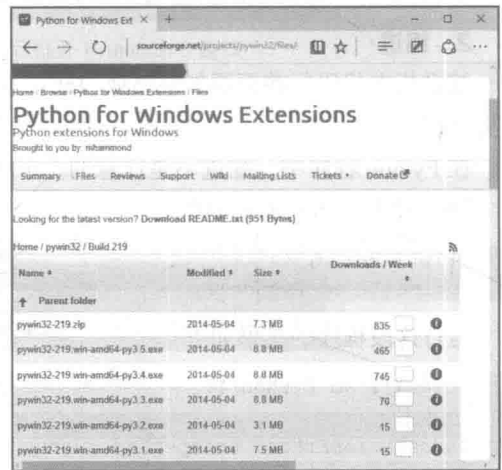 Python for Windows Ext
sourceforge.net/projects/pywin32/files/
Home / Browse / Python for Windows Extensions / Files
Python for Windows Extensions
Python extensions for Windows
Brought to you by: mhammond
Summary Files Reviews Support Wiki Mailing Lists Tickets Donate
Looking for the latest version? Download README.txt (951 Bytes)
Home / pywin32 / Build 219
Name Modified Size Downloads / Week
Parent folder
pywin32-219.zip 2014-05-04 7.3 MB 835
pywin32-219.win-amd64-py3.5.exe 2014-05-04 8.8 MB 465
pywin32-219.win-amd64-py3.4.exe 2014-05-04 8.8 MB 745
pywin32-219.win-amd64-py3.3.exe 2014-05-04 8.8 MB 70
pywin32-219.win-amd64-py3.2.exe 2014-05-04 3.1 MB 15
pywin32-219.win-amd64-py3.1.exe 2014-05-04 7.5 MB 15